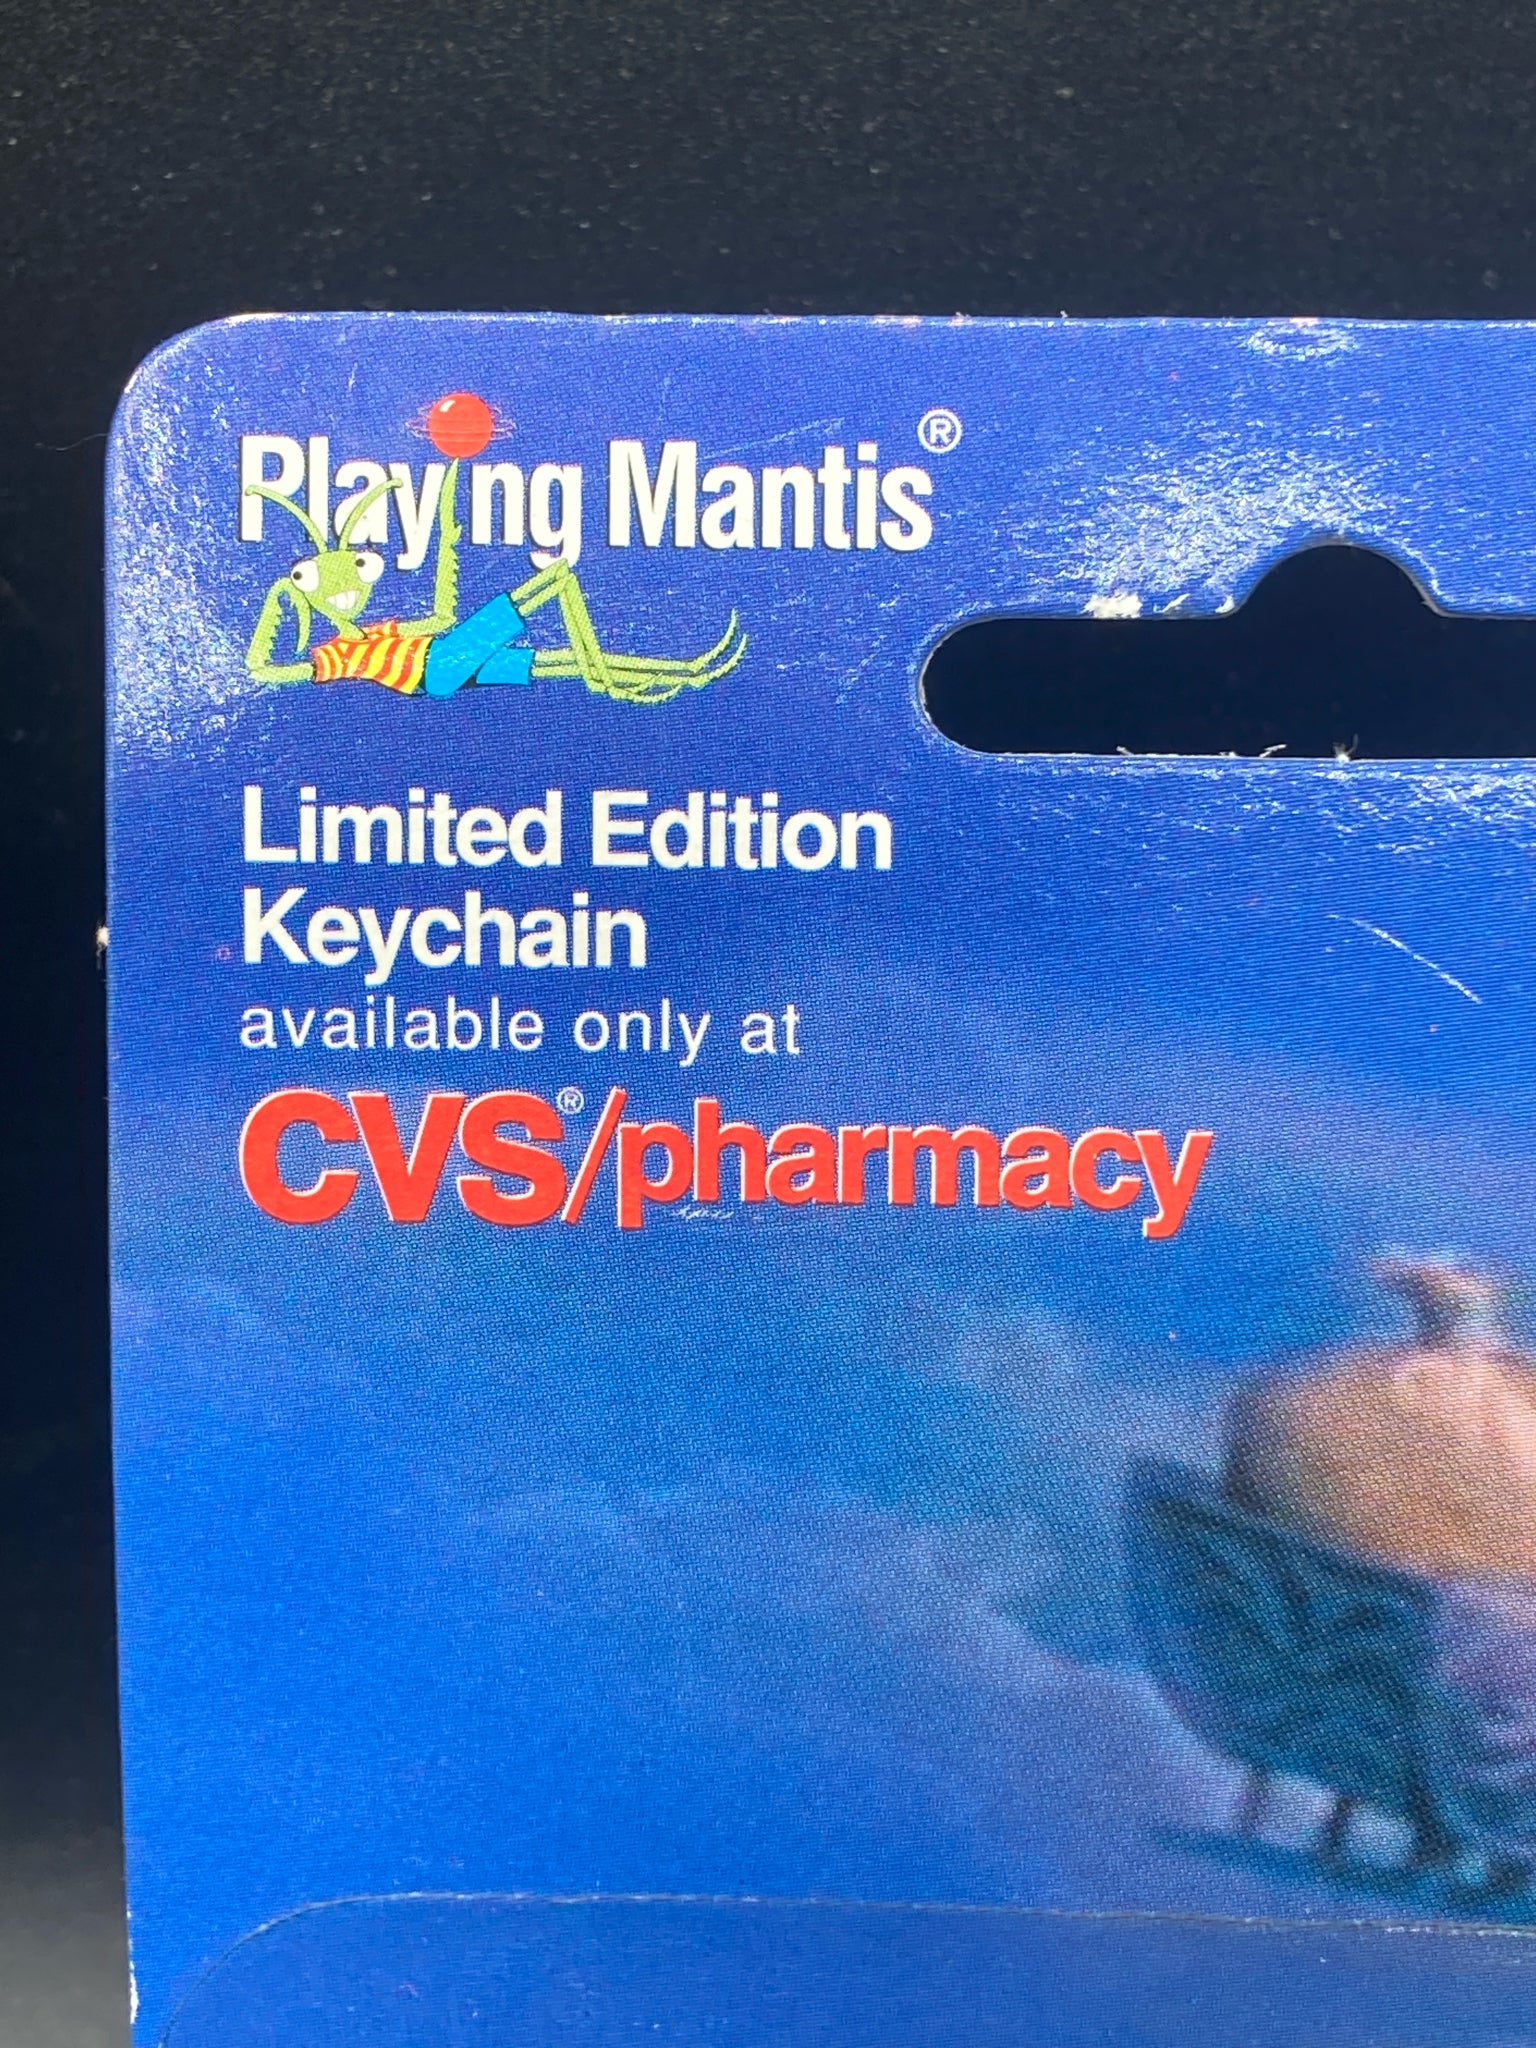 Playing Mantis®
Limited Edition
Keychain
available only at
CVS®/pharmacy